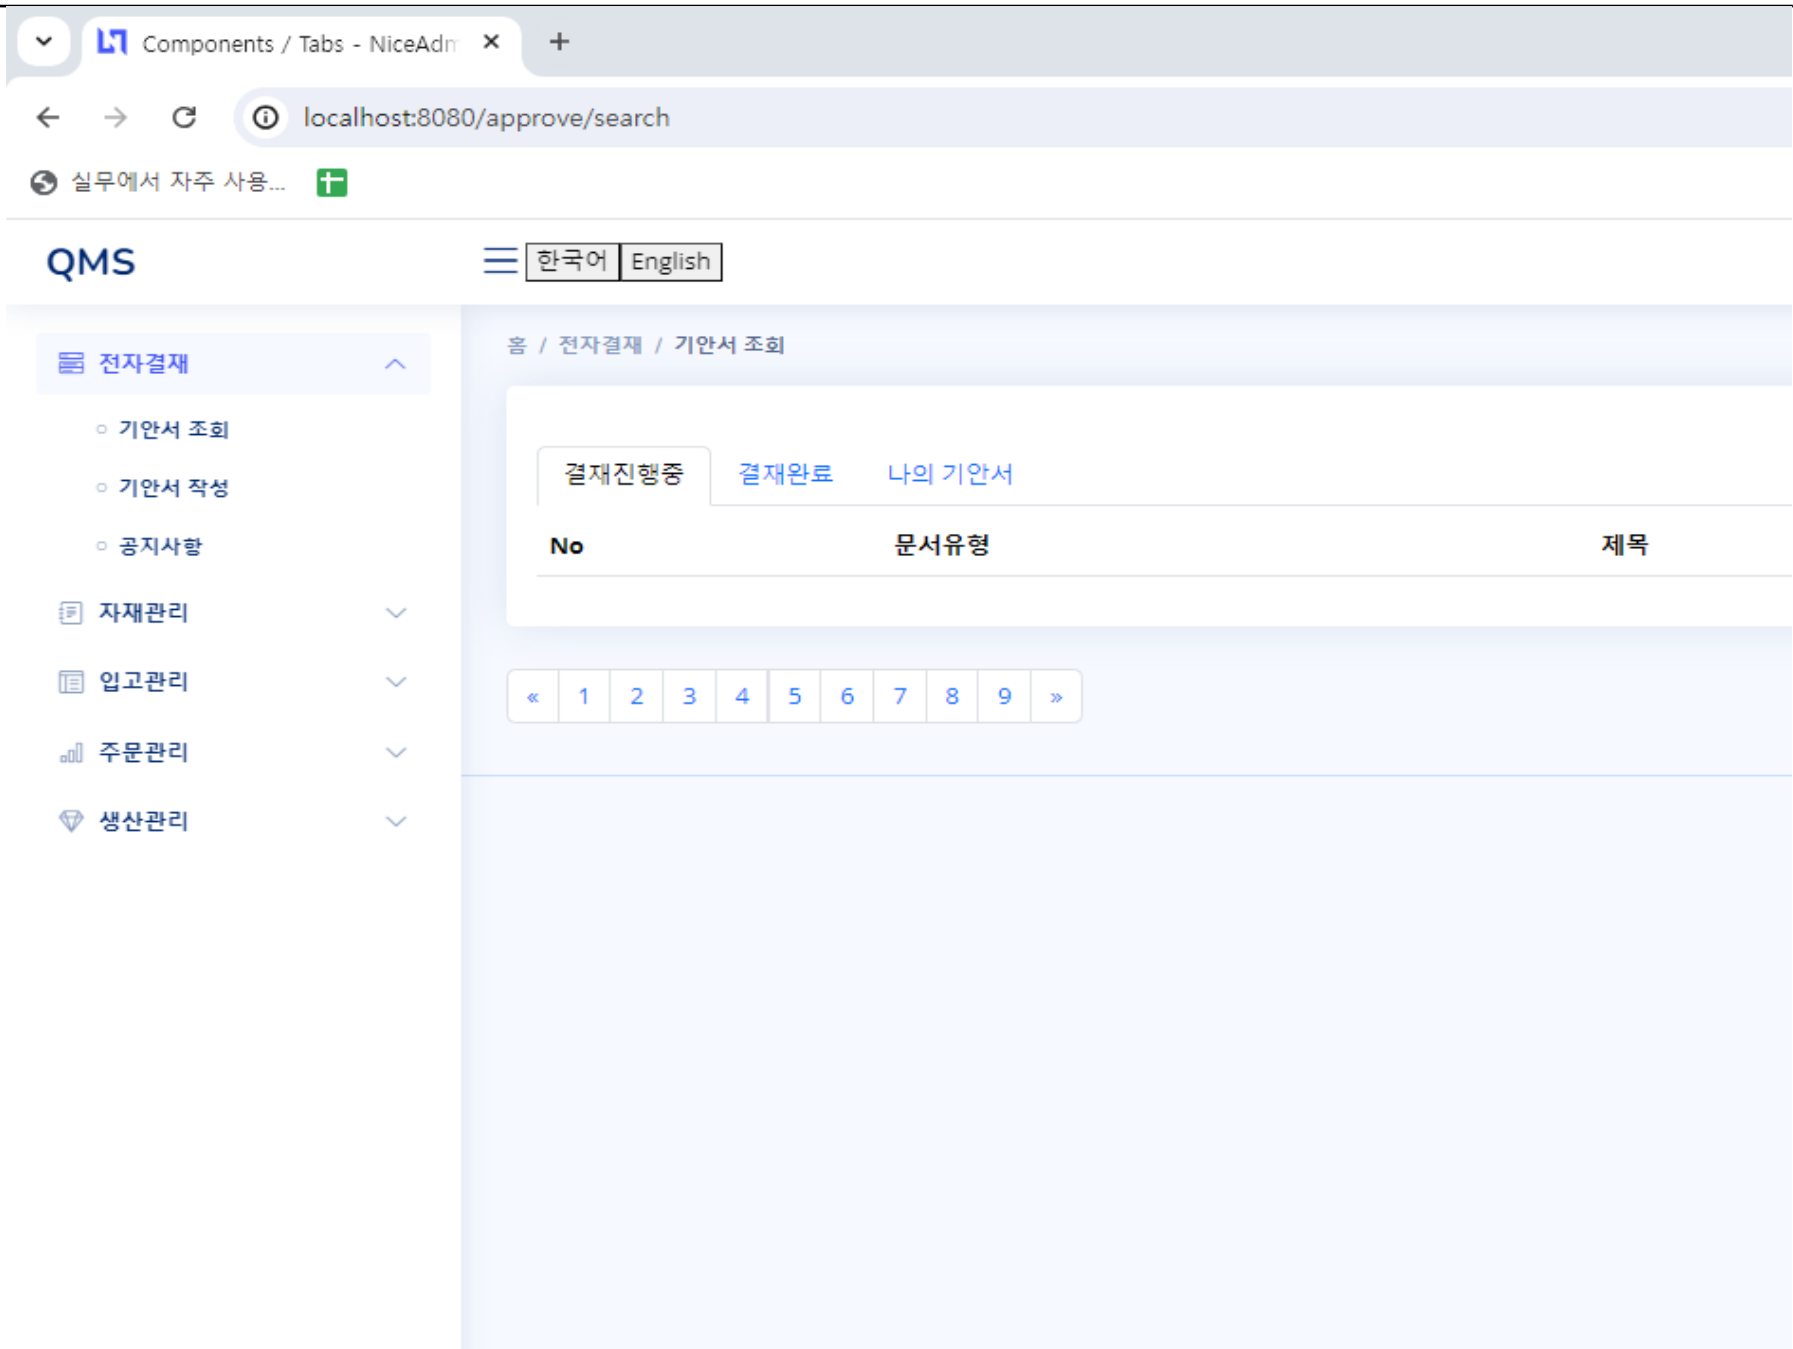 Components / Tabs - NiceAdm
localhost:8080/approve/search
실무에서 자주 사용...
QMS
한국어 English
홈 / 전자결재 / 기안서 조회
전자결재
기안서 조회
기안서 작성
공지사항
자재관리
입고관리
주문관리
생산관리
결재진행중 결재완료 나의 기안서
No 문서유형 제목
« 1 2 3 4 5 6 7 8 9 »